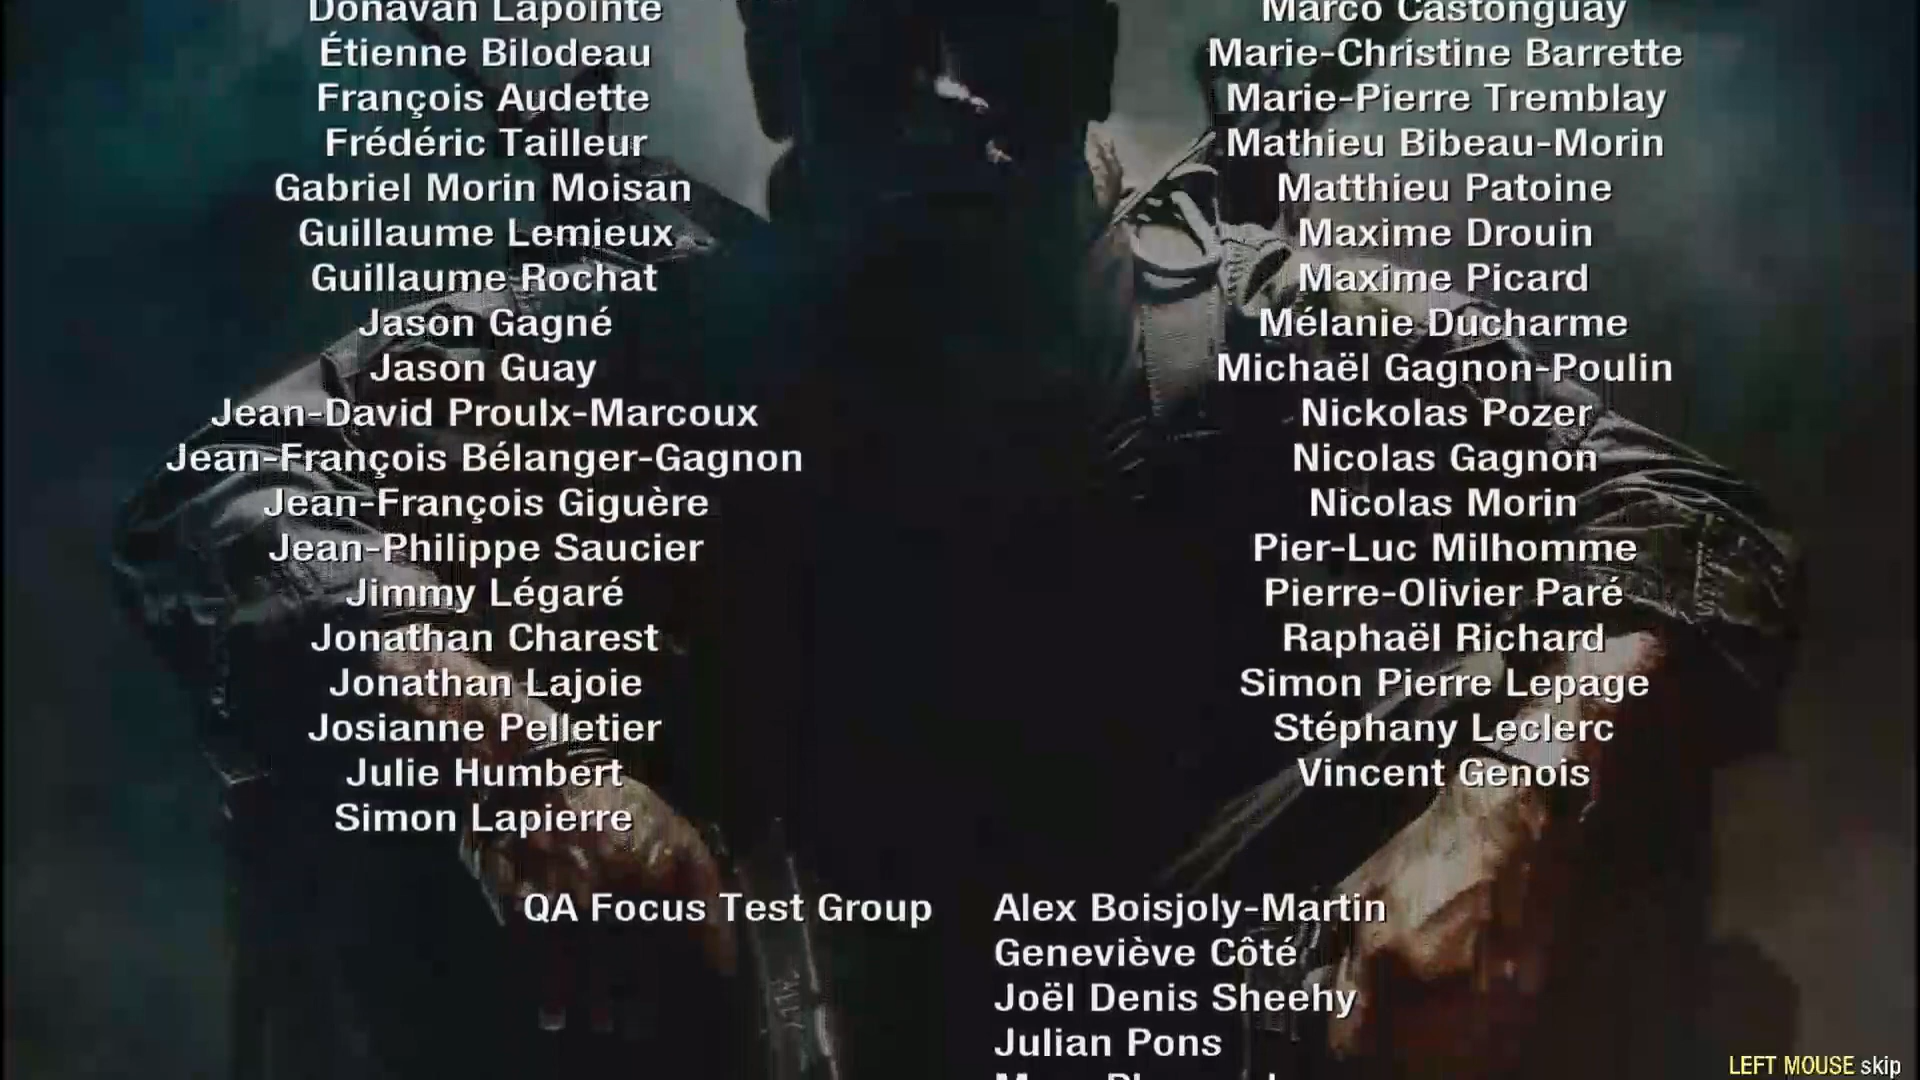 Donavan Lapointe
Étienne Bilodeau
François Audette
Frédéric Tailleur
Gabriel Morin Moisan
Guillaume Lemieux
Guillaume Rochat
Jason Gagné
Jason Guay
Jean-David Proulx-Marcoux
Jean-François Bélanger-Gagnon
Jean-François Giguère
Jean-Philippe Saucier
Jimmy Légaré
Jonathan Charest
Jonathan Lajoie
Josianne Pelletier
Julie Humbert
Simon Lapierre
Marco Castonguay
Marie-Christine Barrette
Marie-Pierre Tremblay
Mathieu Bibeau-Morin
Matthieu Patoine
Maxime Drouin
Maxime Picard
Mélanie Ducharme
Michaël Gagnon-Poulin
Nickolas Pozer
Nicolas Gagnon
Nicolas Morin
Pier-Luc Milhomme
Pierre-Olivier Paré
Raphaël Richard
Simon Pierre Lepage
Stéphany Leclerc
Vincent Genois
QA Focus Test Group
Alex Boisjoly-Martin
Geneviève Côté
Joël Denis Sheehy
Julian Pons
LEFT MOUSE skip